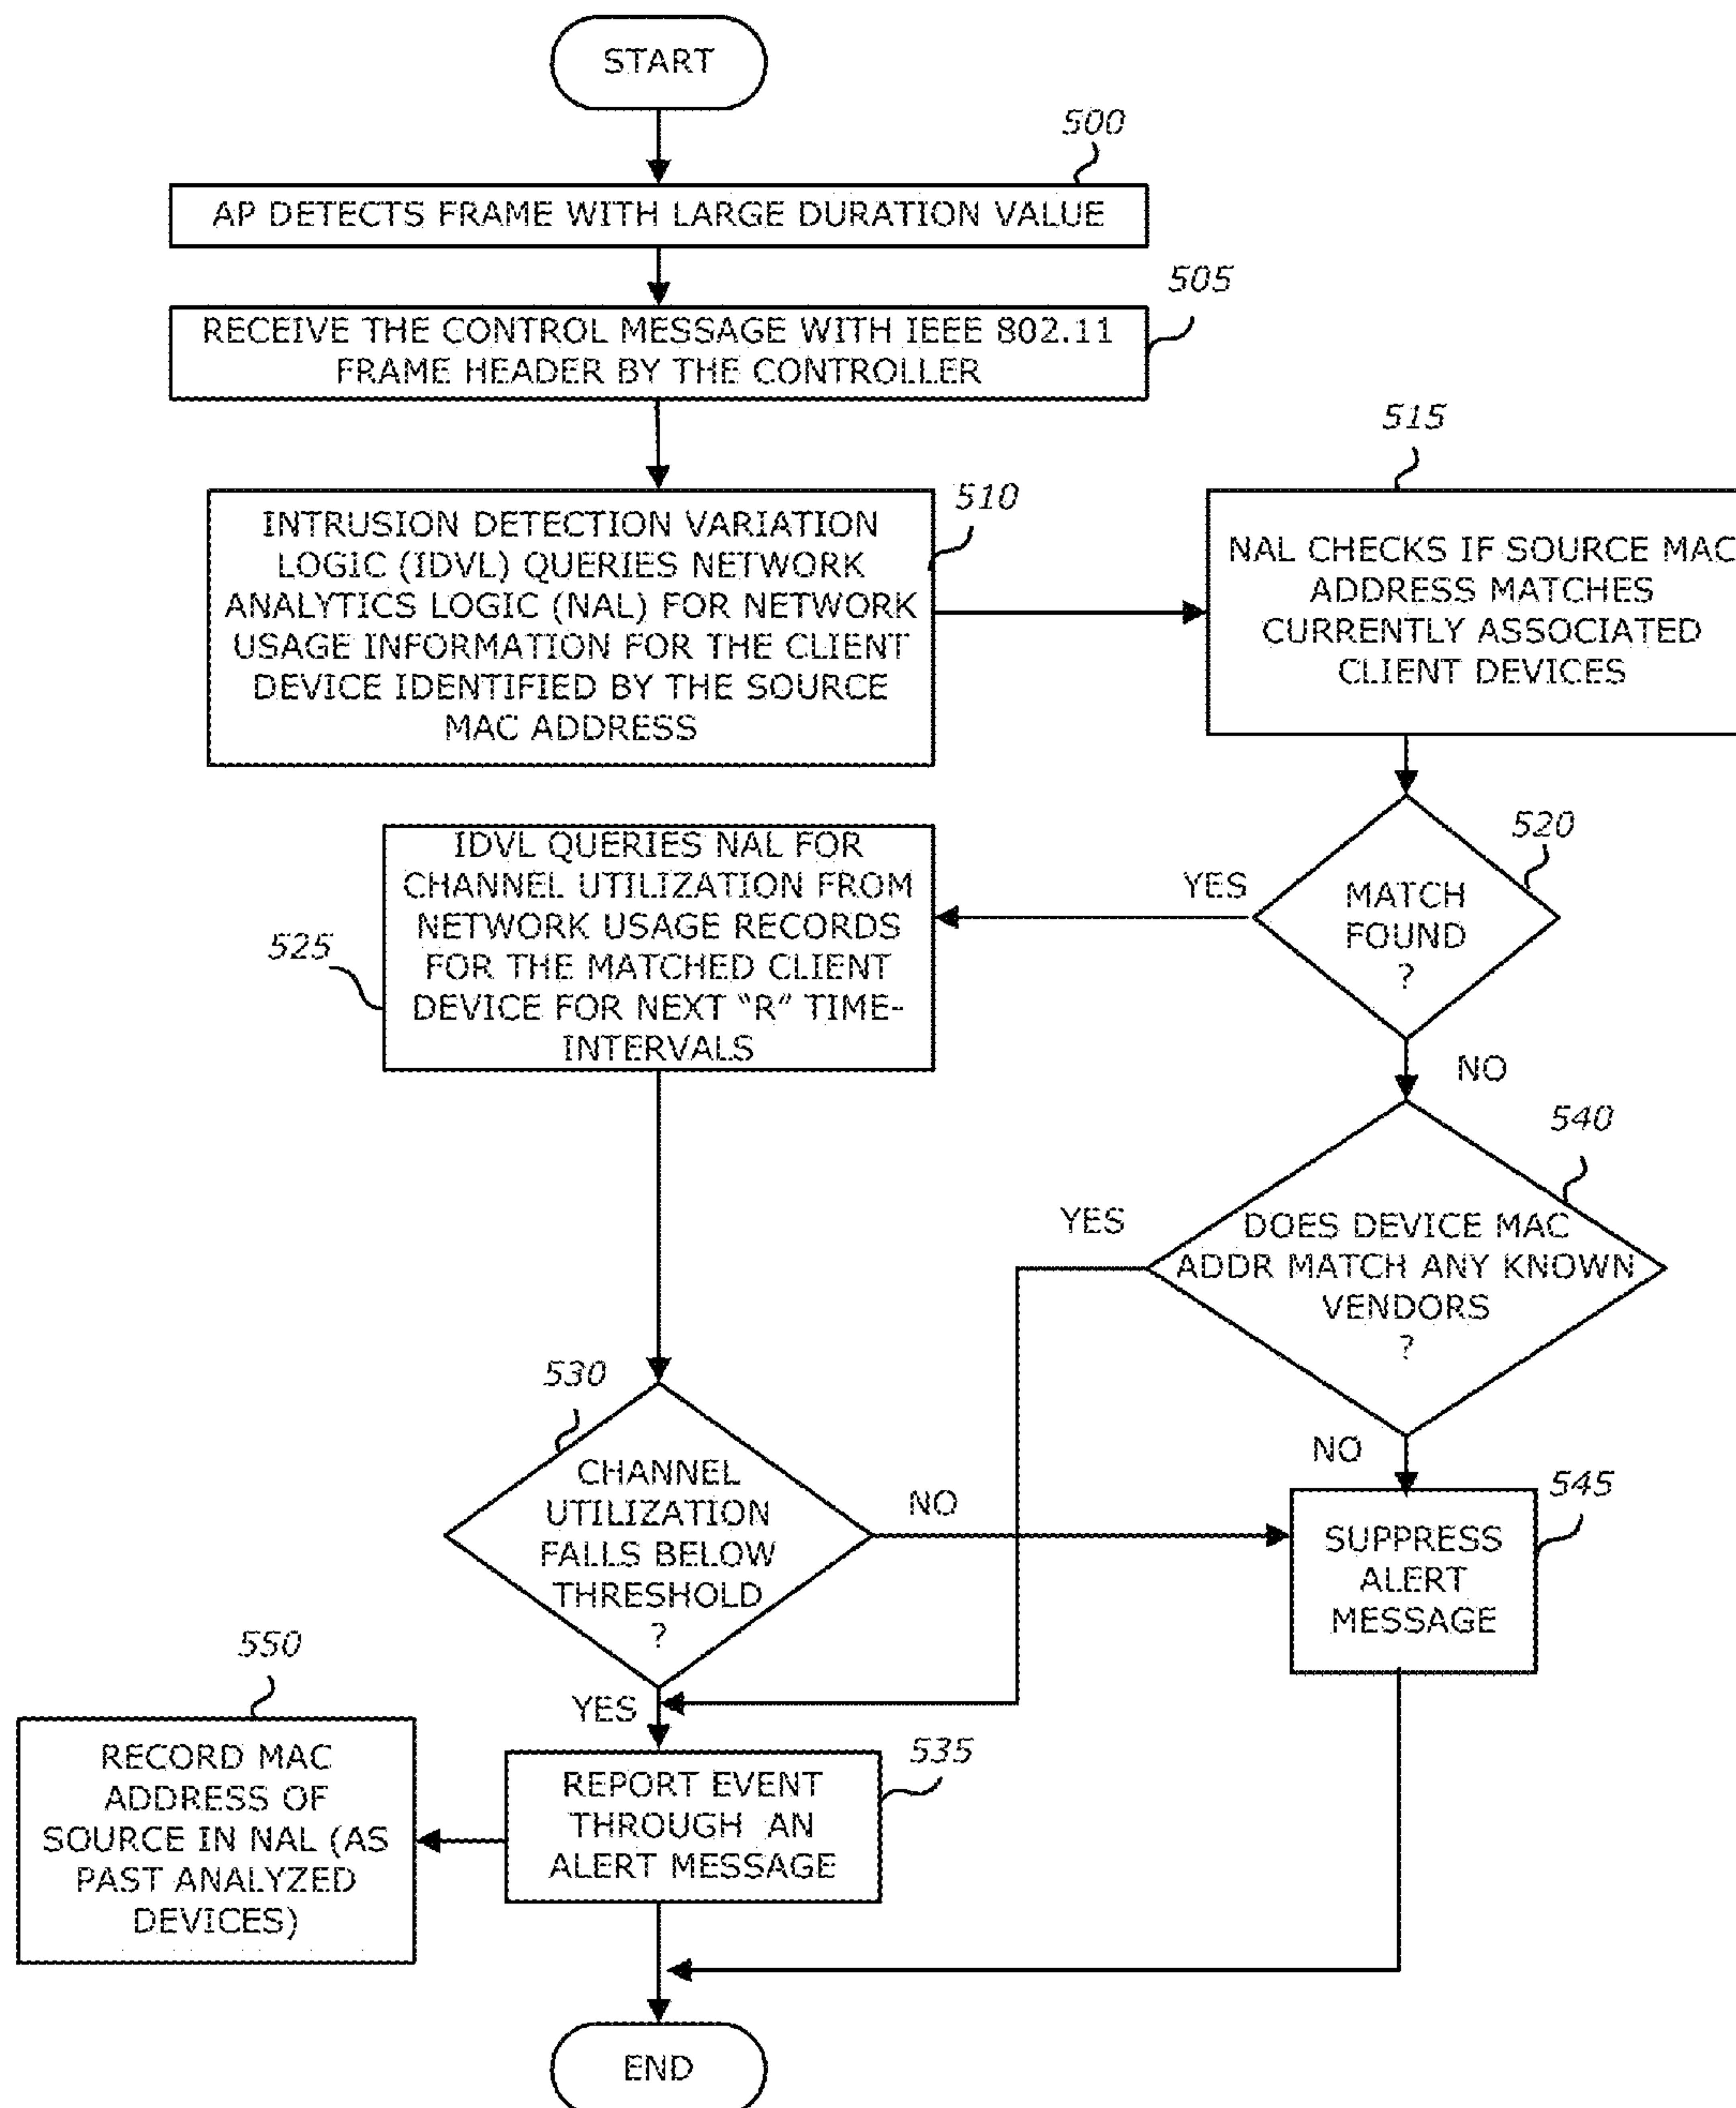 START
500
AP DETECTS FRAME WITH LARGE DURATION VALUE
505
RECEIVE THE CONTROL MESSAGE WITH IEEE 802.11
FRAME HEADER BY THE CONTROLLER
510
INTRUSION DETECTION VARIATION
LOGIC (IDVL) QUERIES NETWORK
ANALYTICS LOGIC (NAL) FOR NETWORK
USAGE INFORMATION FOR THE CLIENT
DEVICE IDENTIFIED BY THE SOURCE
MAC ADDRESS
515
NAL CHECKS IF SOURCE MAC
ADDRESS MATCHES
CURRENTLY ASSOCIATED
CLIENT DEVICES
520
MATCH
FOUND
?
YES
NO
525
IDVL QUERIES NAL FOR
CHANNEL UTILIZATION FROM
NETWORK USAGE RECORDS
FOR THE MATCHED CLIENT
DEVICE FOR NEXT “R” TIME-
INTERVALS
540
DOES DEVICE MAC
ADDR MATCH ANY KNOWN
VENDORS
?
YES
NO
530
CHANNEL
UTILIZATION
FALLS BELOW
THRESHOLD
?
NO
YES
545
SUPPRESS
ALERT
MESSAGE
535
REPORT EVENT
THROUGH AN
ALERT MESSAGE
550
RECORD MAC
ADDRESS OF
SOURCE IN NAL (AS
PAST ANALYZED
DEVICES)
END